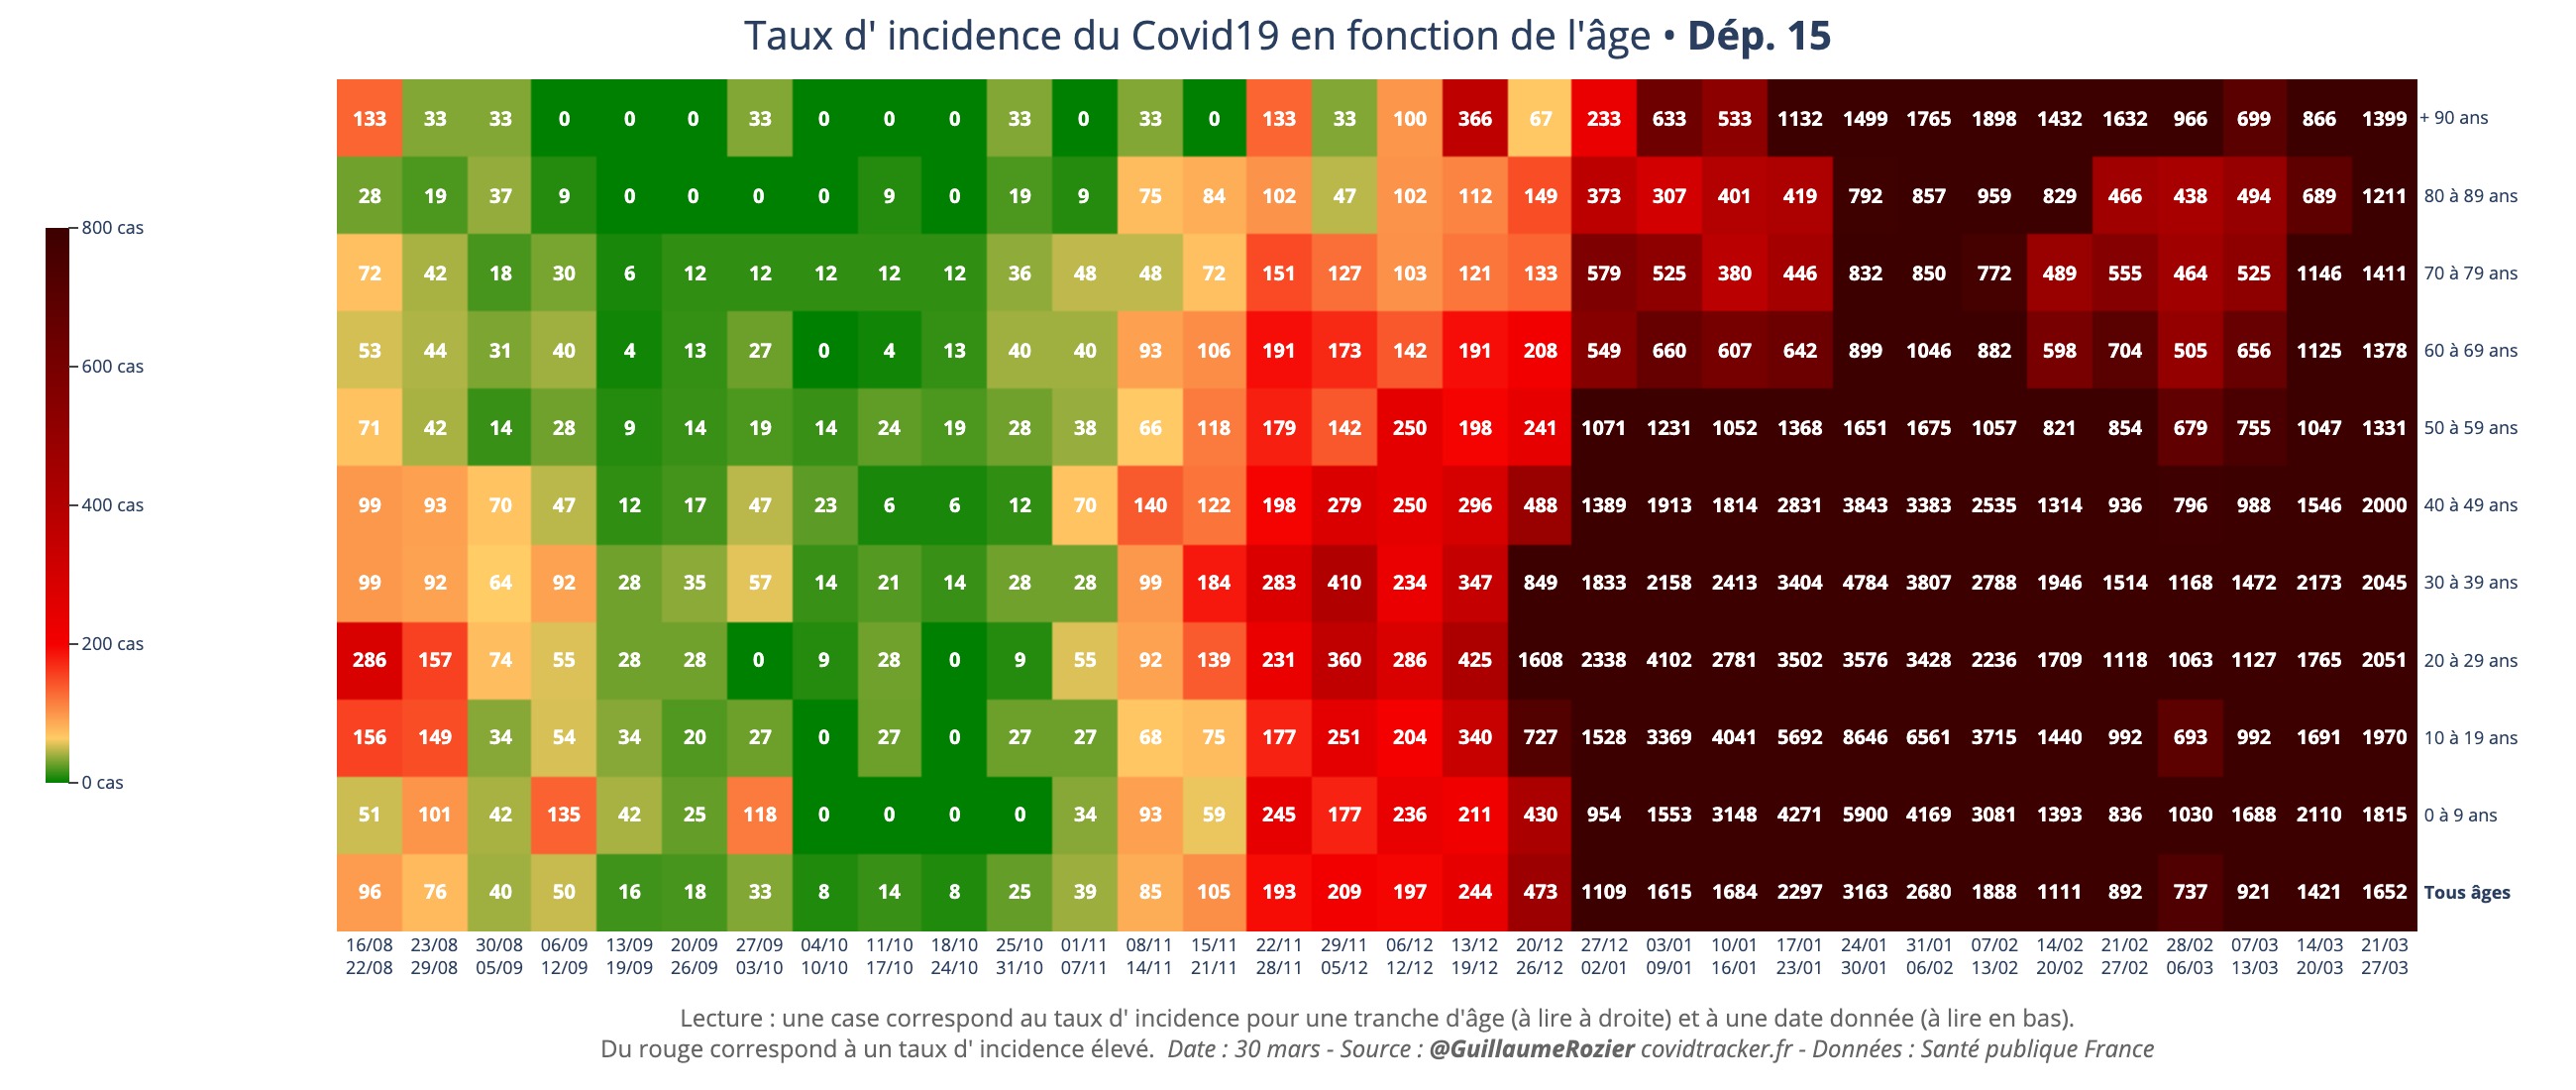 Taux d' incidence du Covid19 en fonction de l'âge • Dép. 15
133 33 33 0 0 0 33 0 0 0 33 0 33 0 133 33 100 366 67 233 633 533 1132 1499 1765 1898 1432 1632 966 699 866 1399 + 90 ans
28 19 37 9 0 0 0 0 9 0 19 9 75 84 102 47 102 112 149 373 307 401 419 792 857 959 829 466 438 494 689 1211 80 à 89 ans
800 cas
72 42 18 30 6 12 12 12 12 12 36 48 48 72 151 127 103 121 133 579 525 380 446 832 850 772 489 555 464 525 1146 1411 70 à 79 ans
53 44 31 40 4 13 27 0 4 13 40 40 93 106 191 173 142 191 208 549 660 607 642 899 1046 882 598 704 505 656 1125 1378 60 à 69 ans
600 cas
71 42 14 28 9 14 19 14 24 19 28 38 66 118 179 142 250 198 241 1071 1231 1052 1368 1651 1675 1057 821 854 679 755 1047 1331 50 à 59 ans
400 cas
99 93 70 47 12 17 47 23 6 6 12 70 140 122 198 279 250 296 488 1389 1913 1814 2831 3843 3383 2535 1314 936 796 988 1546 2000 40 à 49 ans
99 92 64 92 28 35 57 14 21 14 28 28 99 184 283 410 234 347 849 1833 2158 2413 3404 4784 3807 2788 1946 1514 1168 1472 2173 2045 30 à 39 ans
200 cas
286 157 74 55 28 28 0 9 28 0 9 55 92 139 231 360 286 425 1608 2338 4102 2781 3502 3576 3428 2236 1709 1118 1063 1127 1765 2051 20 à 29 ans
156 149 34 54 34 20 27 0 27 0 27 27 68 75 177 251 204 340 727 1528 3369 4041 5692 8646 6561 3715 1440 992 693 992 1691 1970 10 à 19 ans
0 cas
51 101 42 135 42 25 118 0 0 0 0 34 93 59 245 177 236 211 430 954 1553 3148 4271 5900 4169 3081 1393 836 1030 1688 2110 1815 0 à 9 ans
96 76 40 50 16 18 33 8 14 8 25 39 85 105 193 209 197 244 473 1109 1615 1684 2297 3163 2680 1888 1111 892 737 921 1421 1652 Tous âges
16/08 23/08 30/08 06/09 13/09 20/09 27/09 04/10 11/10 18/10 25/10 01/11 08/11 15/11 22/11 29/11 06/12 13/12 20/12 27/12 03/01 10/01 17/01 24/01 31/01 07/02 14/02 21/02 28/02 07/03 14/03 21/03
22/08 29/08 05/09 12/09 19/09 26/09 03/10 10/10 17/10 24/10 31/10 07/11 14/11 21/11 28/11 05/12 12/12 19/12 26/12 02/01 09/01 16/01 23/01 30/01 06/02 13/02 20/02 27/02 06/03 13/03 20/03 27/03
Lecture : une case correspond au taux d' incidence pour une tranche d'âge (à lire à droite) et à une date donnée (à lire en bas).
Du rouge correspond à un taux d' incidence élevé. Date : 30 mars - Source : @GuillaumeRozier covidtracker.fr - Données : Santé publique France